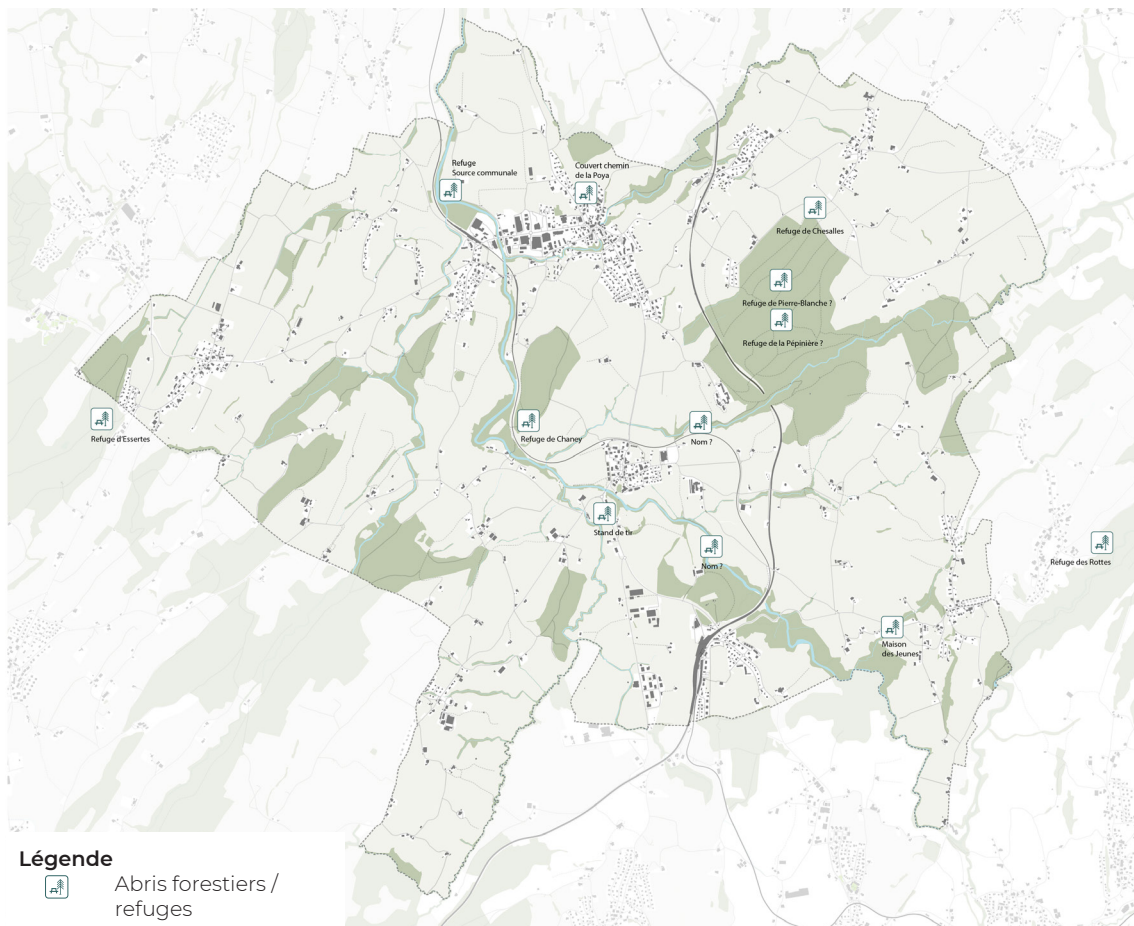 Refuge
Source communale
Couvert chemin
de la Poya
Refuge de Chesalles
Refuge de Pierre-Blanche ?
Refuge de la Pépinière ?
Refuge d'Essertes
Refuge de Chaney
Nom ?
Stand de tir
Nom ?
Refuge des Rottes
Maison
des Jeunes
Légende
Abris forestiers /
refuges